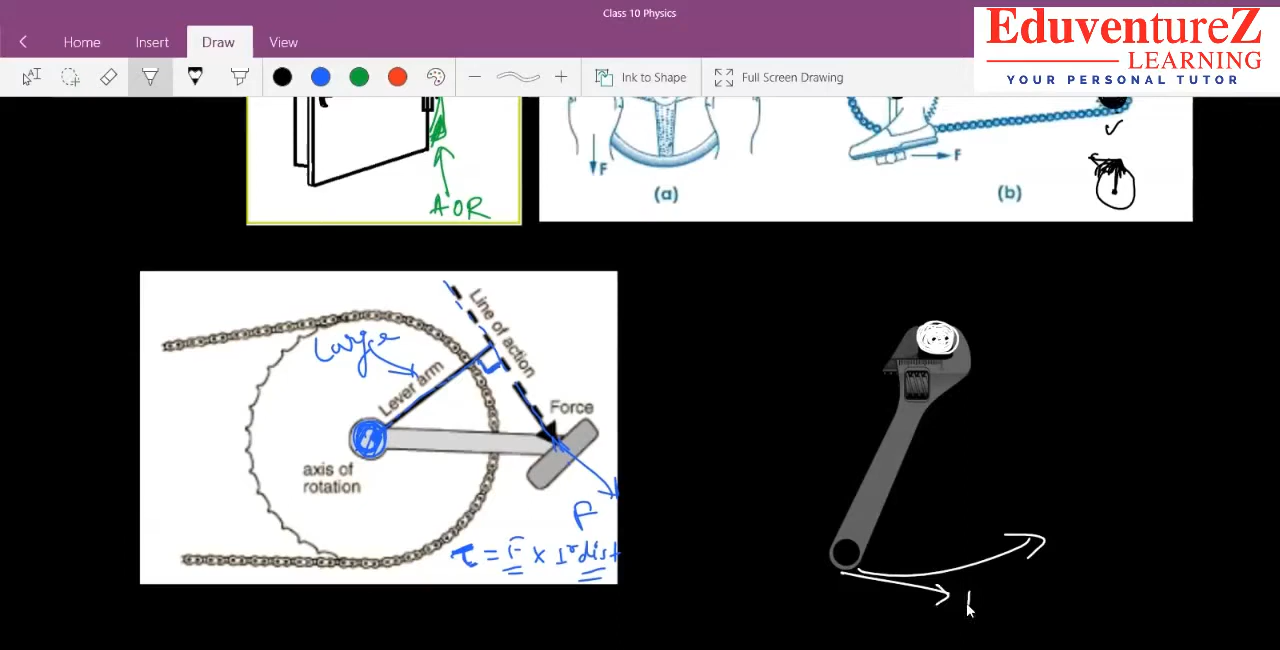 Class 10 Physics
EduventureZ
LEARNING
YOUR PERSONAL TUTOR
Home Insert Draw View
Ink to Shape Full Screen Drawing
F
F
AOR
(a)
(b)
Line of action
Large
Lever arm
Force
axis of
rotation
F
τ = F × ⊥r dist